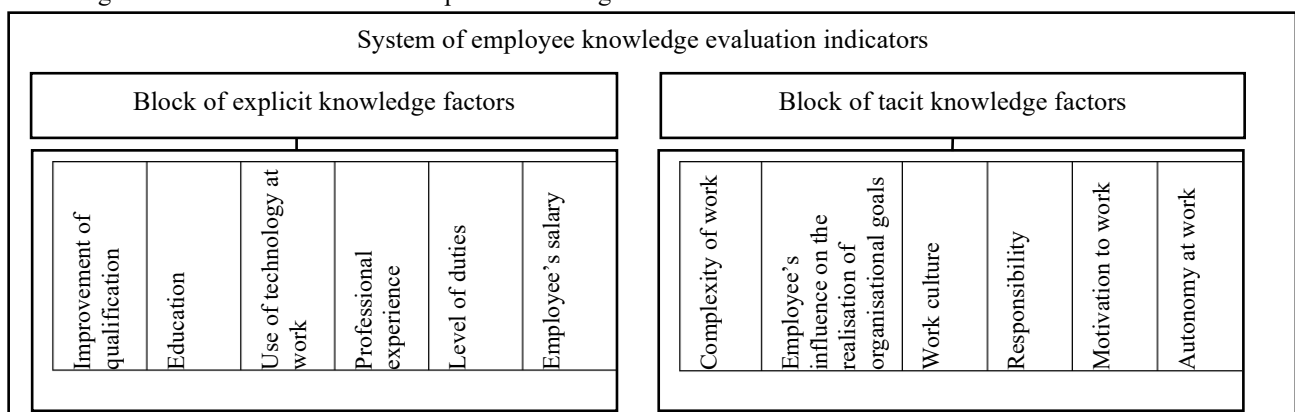 System of employee knowledge evaluation indicators
Block of explicit knowledge factors
Block of tacit knowledge factors
Improvement of
qualification
Education
Use of technology at
work
Professional
experience
Level of duties
Employee’s salary
Complexity of work
Employee’s
influence on the
realisation of
organisational goals
Work culture
Responsibility
Motivation to work
Autonomy at work